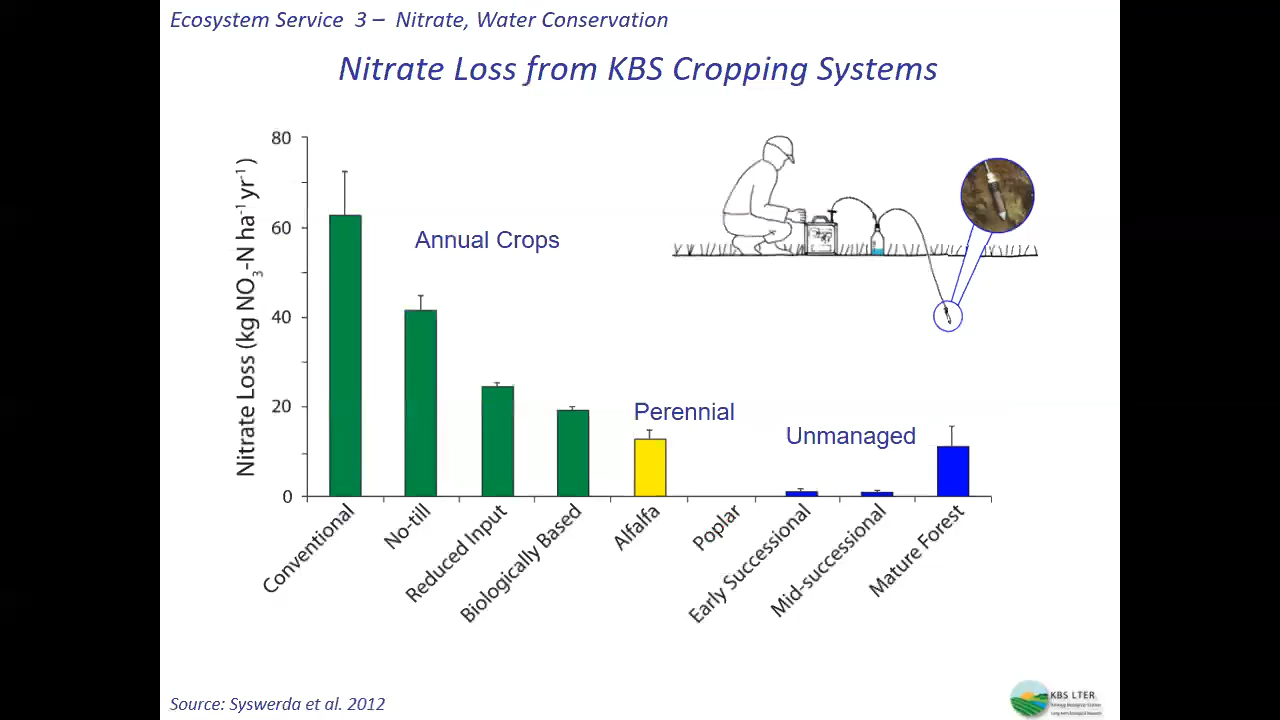 Ecosystem Service 3 – Nitrate, Water Conservation
Nitrate Loss from KBS Cropping Systems
Nitrate Loss (kg NO3-N ha-1 yr-1)
80
60
40
20
0
Annual Crops
Perennial
Unmanaged
Conventional
No-till
Reduced Input
Biologically Based
Alfalfa
Poplar
Early Successional
Mid-successional
Mature Forest
Source: Syswerda et al. 2012
KBS LTER